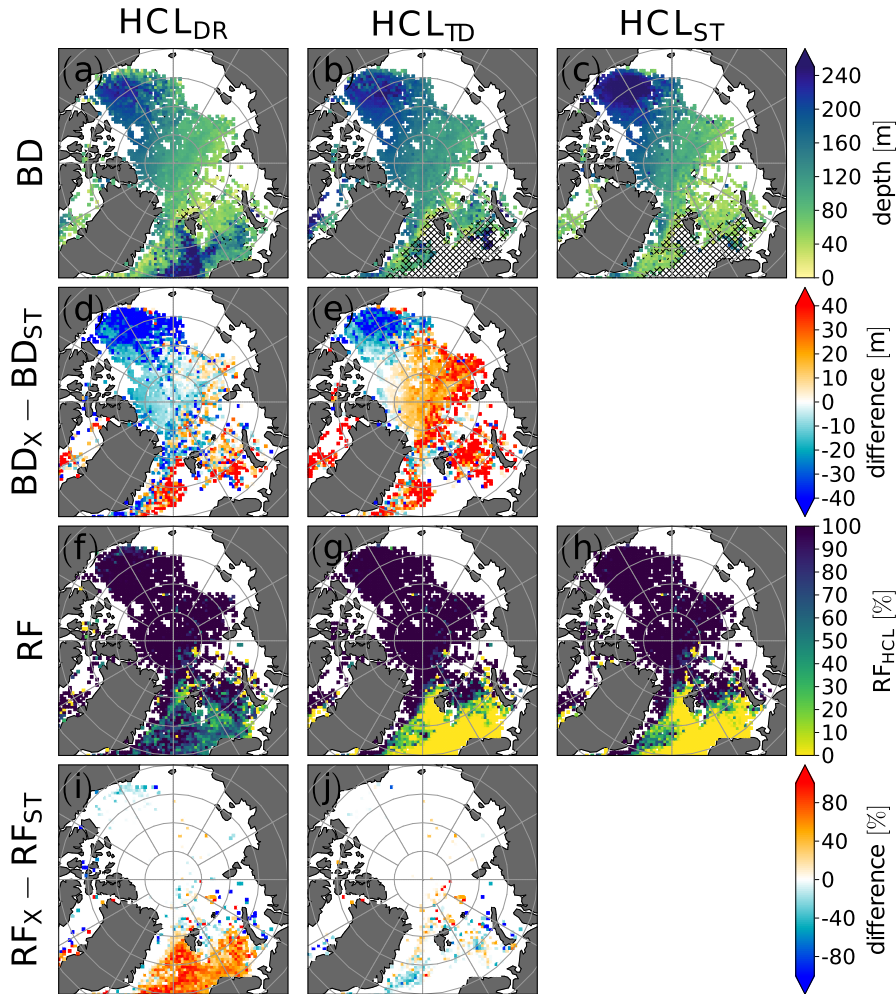 HCL_DR HCL_TD HCL_ST
BD
(a) (b) (c)
240
200
160
120
80
40
0
depth [m]
BD_X − BD_ST
(d) (e)
40
30
20
10
0
−10
−20
−30
−40
difference [m]
RF
(f) (g) (h)
100
90
80
70
60
50
40
30
20
10
0
RF_HCL [%]
RF_X − RF_ST
(i) (j)
80
40
0
-40
-80
difference [%]